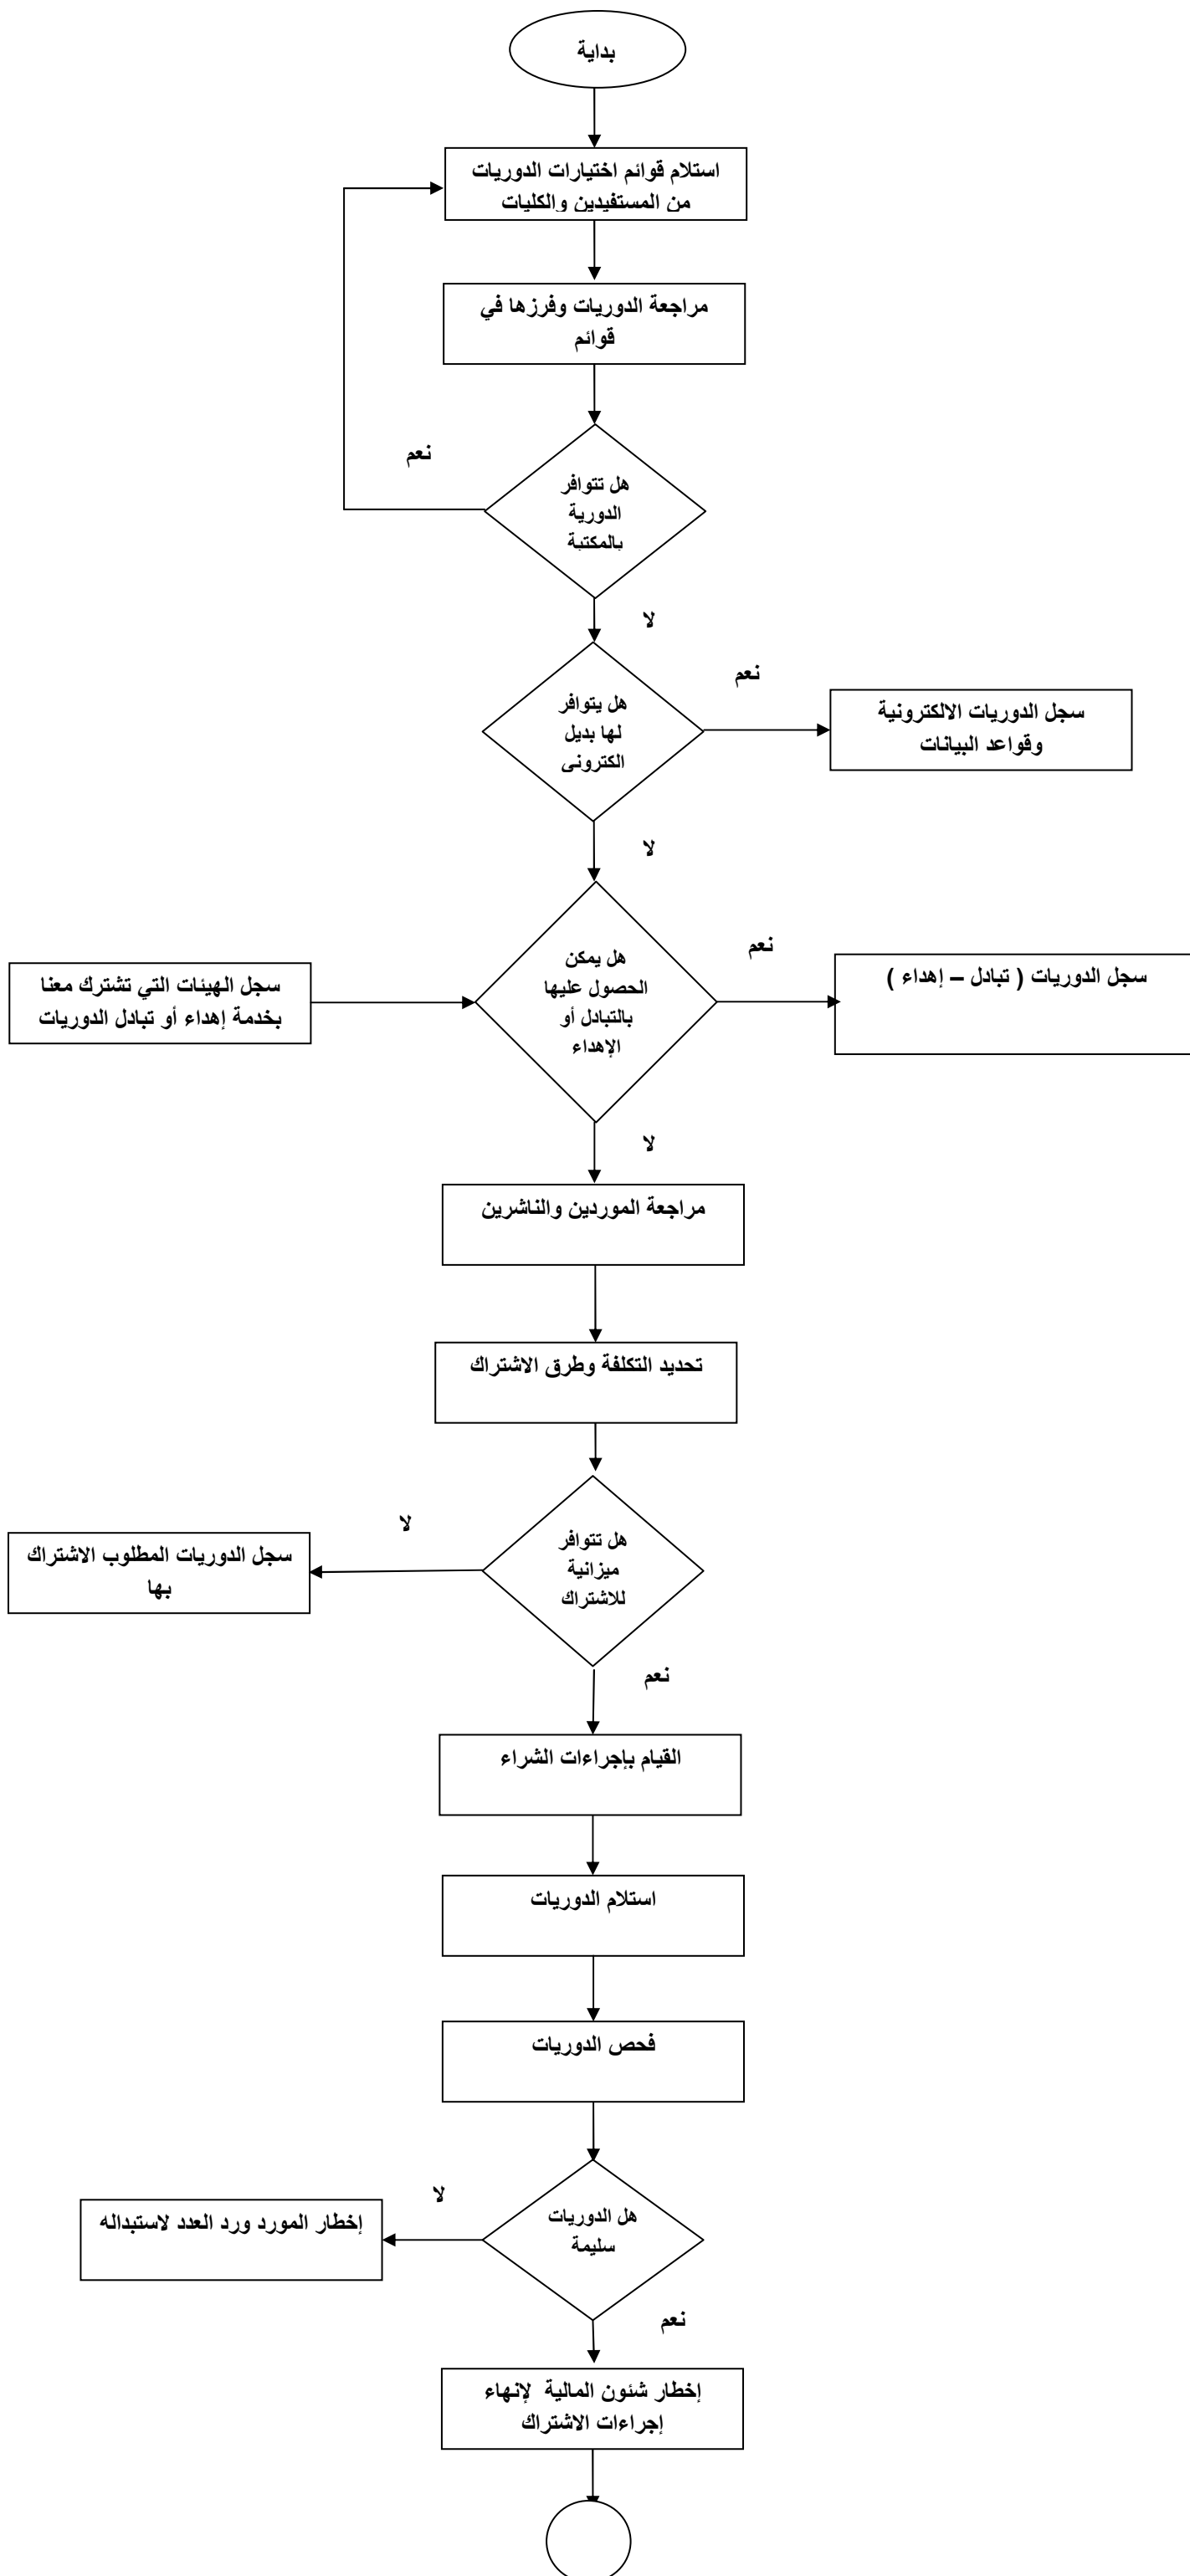 بداية
استلام قوائم اختيارات الدوريات
من المستفيدين والكليات
مراجعة الدوريات وفرزها في
قوائم
نعم
هل تتوافر
الدورية
بالمكتبة
لا
هل يتوافر
لها بديل
الكترونى
نعم
سجل الدوريات الالكترونية
وقواعد البيانات
لا
هل يمكن
الحصول عليها
بالتبادل أو
الإهداء
نعم
سجل الدوريات ( تبادل – إهداء )
سجل الهيئات التي تشترك معنا
بخدمة إهداء أو تبادل الدوريات
لا
مراجعة الموردين والناشرين
تحديد التكلفة وطرق الاشتراك
هل تتوافر
ميزانية
للاشتراك
لا
سجل الدوريات المطلوب الاشتراك
بها
نعم
القيام بإجراءات الشراء
استلام الدوريات
فحص الدوريات
هل الدوريات
سليمة
لا
إخطار المورد ورد العدد لاستبداله
نعم
إخطار شئون المالية لإنهاء
إجراءات الاشتراك